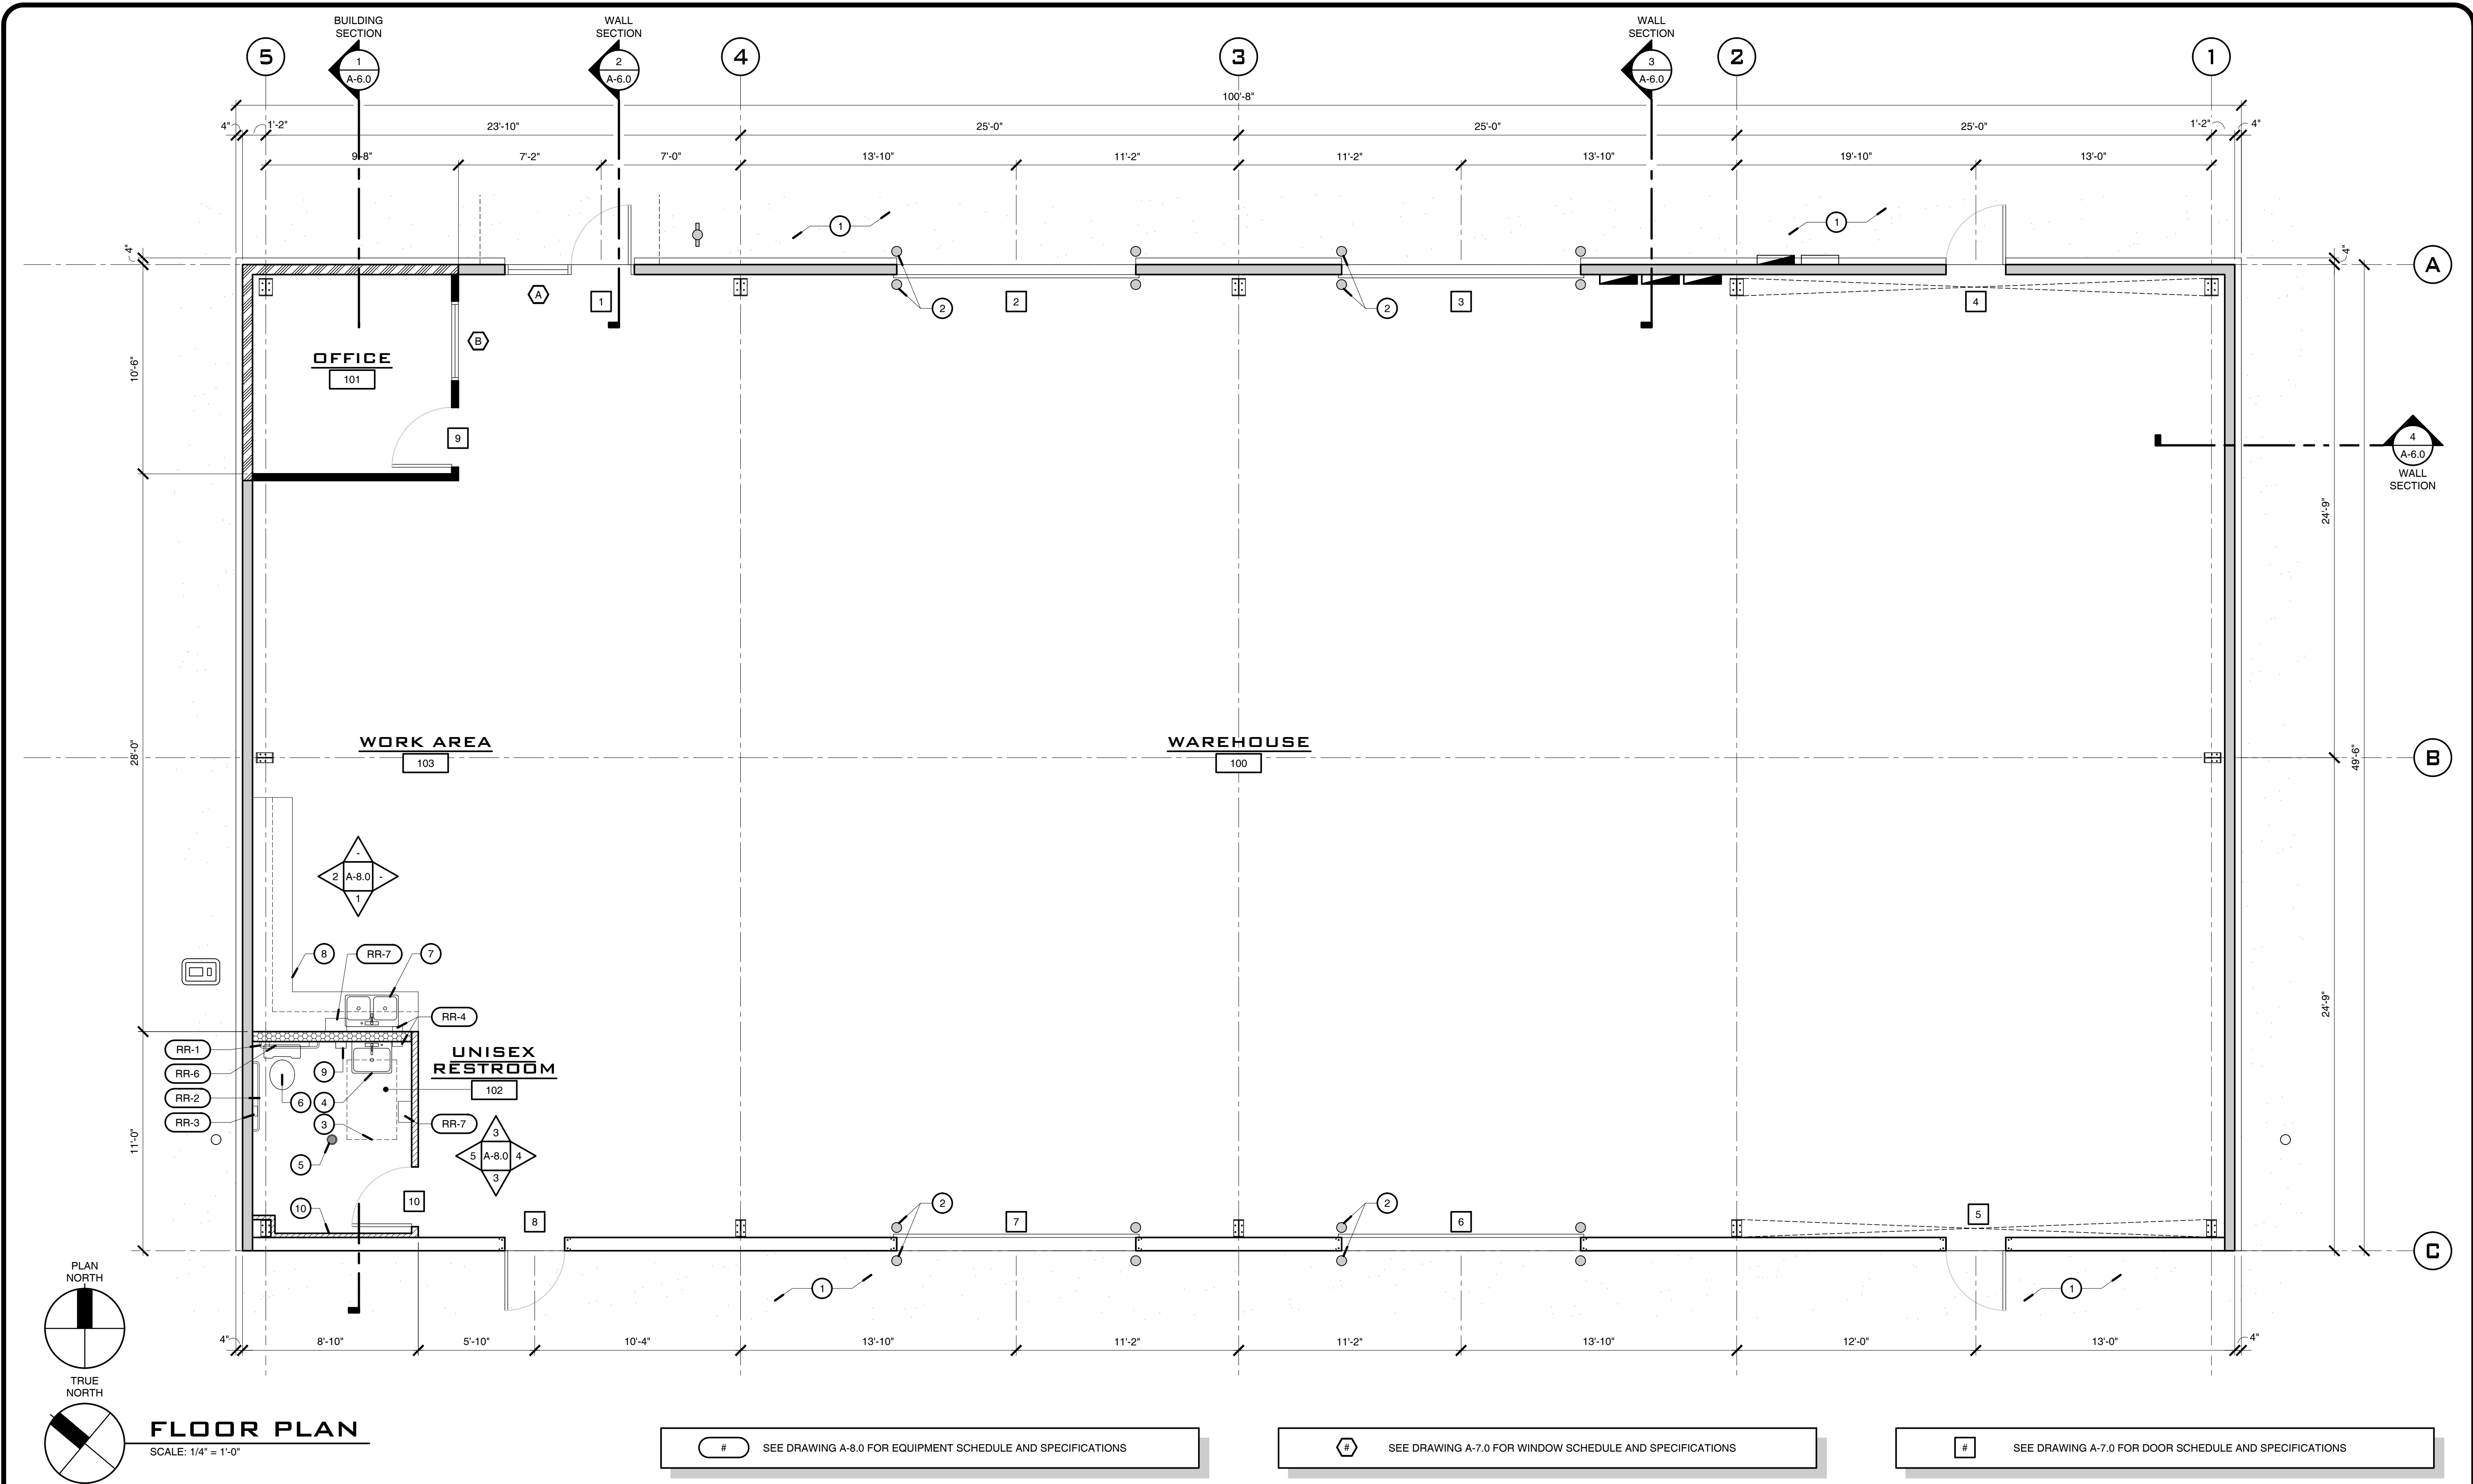 BUILDING
SECTION
WALL
SECTION
WALL
SECTION
5
1
A-6.0
2
A-6.0
4
3
3
A-6.0
2
1
100'-8"
4"
1'-2"
23'-10"
25'-0"
25'-0"
25'-0"
1'-2"
4"
9'-8"
7'-2"
7'-0"
13'-10"
11'-2"
11'-2"
13'-10"
19'-10"
13'-0"
1
1
4"
4"
A
A
1
2
2
3
2
4
B
OFFICE
101
10'-6"
9
4
A-6.0
WALL
SECTION
24'-9"
WORK AREA
103
WAREHOUSE
100
28'-0"
49'-6"
B
-
2
A-8.0
-
1
8
RR-7
7
24'-9"
RR-4
RR-1
RR-6
RR-2
RR-3
9
6
4
3
5
10
UNISEX
RESTROOM
102
RR-7
3
5
A-8.0
4
3
11'-0"
10
8
2
7
2
6
5
C
PLAN
NORTH
1
1
4"
8'-10"
5'-10"
10'-4"
13'-10"
11'-2"
11'-2"
13'-10"
12'-0"
13'-0"
4"
TRUE
NORTH
FLOOR PLAN
SCALE: 1/4" = 1'-0"
# SEE DRAWING A-8.0 FOR EQUIPMENT SCHEDULE AND SPECIFICATIONS
# SEE DRAWING A-7.0 FOR WINDOW SCHEDULE AND SPECIFICATIONS
# SEE DRAWING A-7.0 FOR DOOR SCHEDULE AND SPECIFICATIONS